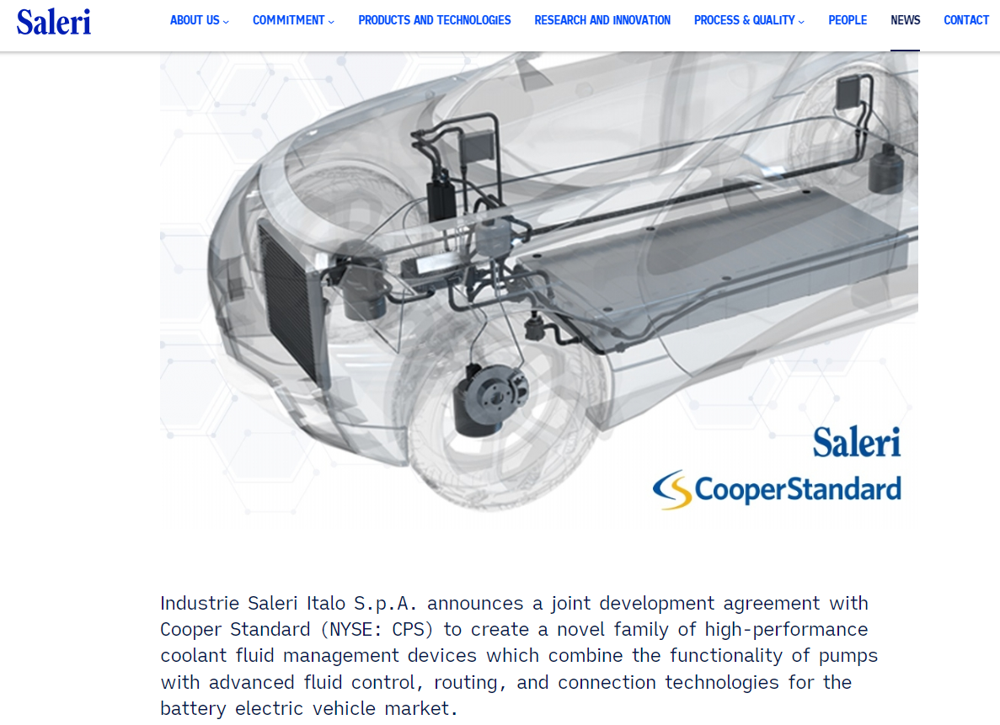 Saleri
ABOUT US COMMITMENT PRODUCTS AND TECHNOLOGIES RESEARCH AND INNOVATION PROCESS & QUALITY PEOPLE NEWS CONTACT
Saleri
CooperStandard
Industrie Saleri Italo S.p.A. announces a joint development agreement with
Cooper Standard (NYSE: CPS) to create a novel family of high-performance
coolant fluid management devices which combine the functionality of pumps
with advanced fluid control, routing, and connection technologies for the
battery electric vehicle market.